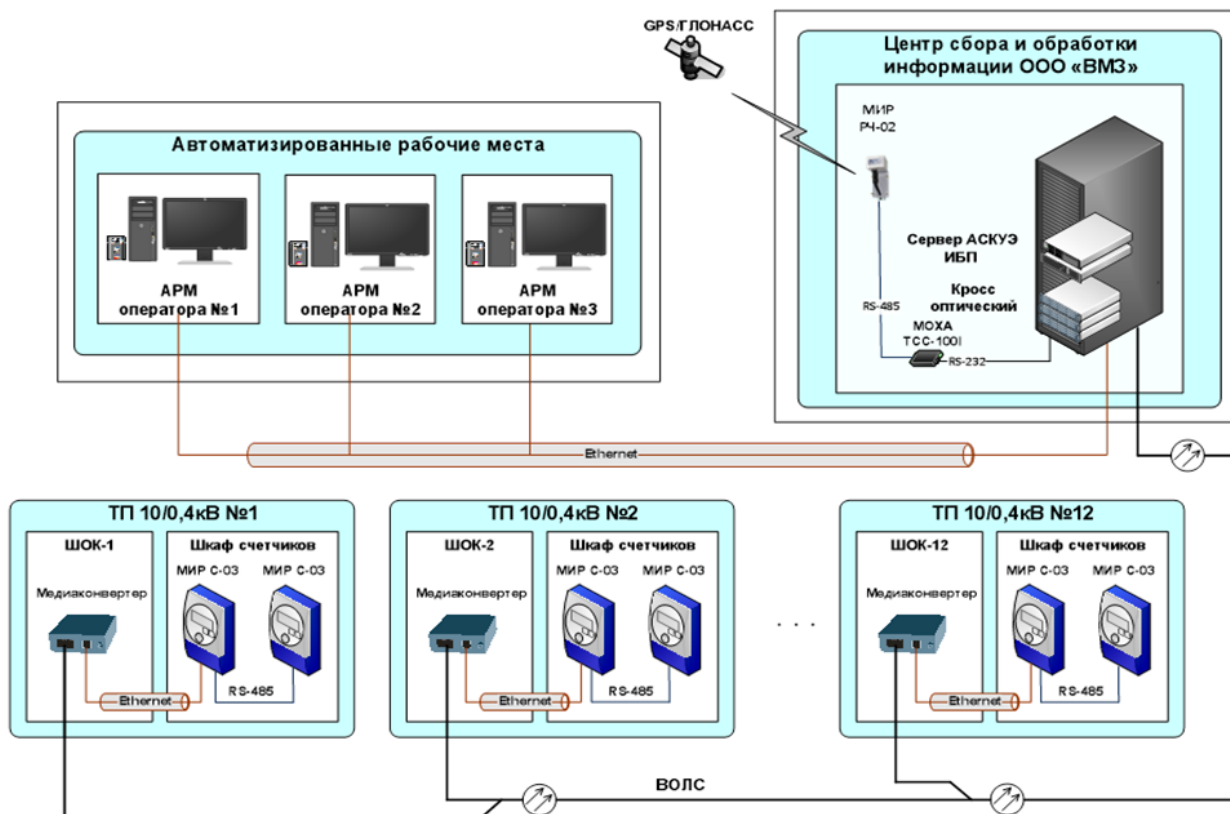 GPS/ГЛОНАСС
Центр сбора и обработки
информации ООО «ВМЗ»
МИР
РЧ-02
Сервер АСКУЭ
ИБП
Кросс
оптический
RS-485
MOXA
TCC-100I
RS-232
Автоматизированные рабочие места
АРМ
оператора №1
АРМ
оператора №2
АРМ
оператора №3
Ethernet
ТП 10/0,4кВ №1
ШОК-1
Шкаф счетчиков
МИР С-03
МИР С-03
Медиаконвертер
Ethernet
RS-485
ТП 10/0,4кВ №2
ШОК-2
Шкаф счетчиков
МИР С-03
МИР С-03
Медиаконвертер
Ethernet
RS-485
. . .
ТП 10/0,4кВ №12
ШОК-12
Шкаф счетчиков
МИР С-03
МИР С-03
Медиаконвертер
Ethernet
RS-485
ВОЛС